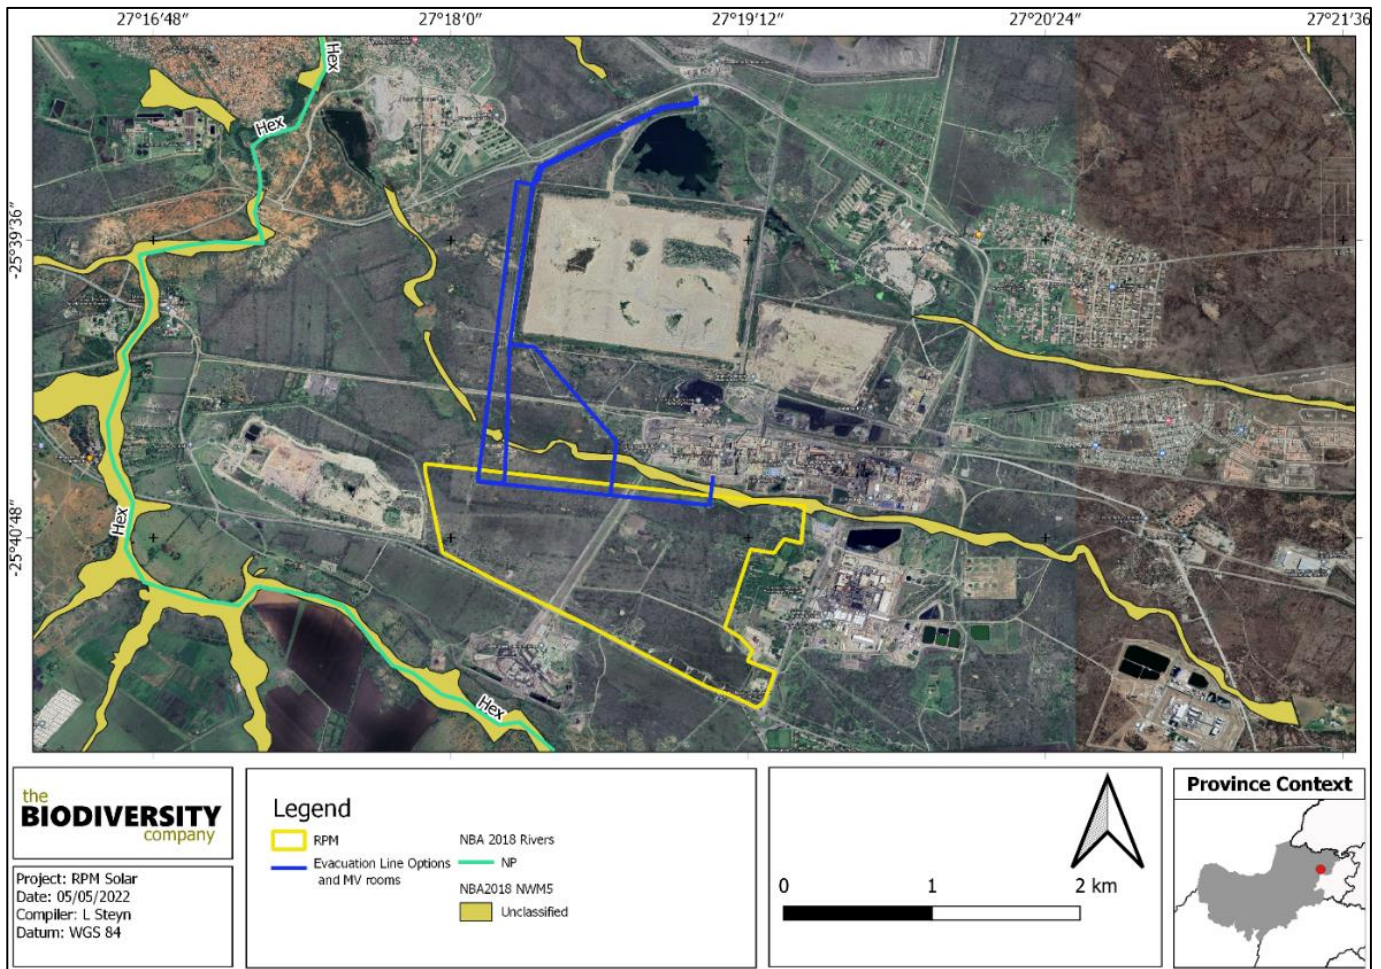 27°16′48″ 27°18′0″ 27°19′12″ 27°20′24″ 27°21′36
-25°39′36″
-25°40′48″
Hex
Hex
Hex
Hex
the
BIODIVERSITY
company
Project: RPM Solar
Date: 05/05/2022
Compiler: L Steyn
Datum: WGS 84
Legend
RPM
Evacuation Line Options
and MV rooms
NBA 2018 Rivers
NP
NBA2018 NWM5
Unclassified
0 1 2 km
Province Context